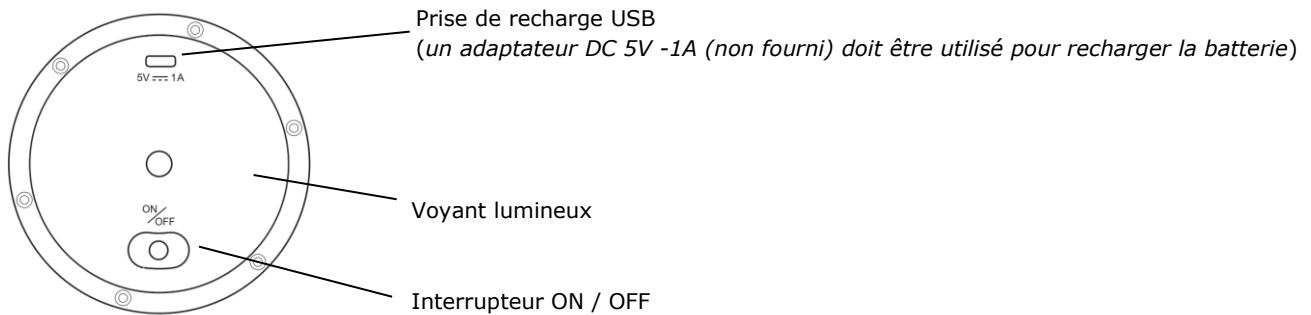 Prise de recharge USB
(un adaptateur DC 5V -1A (non fourni) doit être utilisé pour recharger la batterie)
5V ⎓ 1A
Voyant lumineux
ON/OFF
Interrupteur ON / OFF